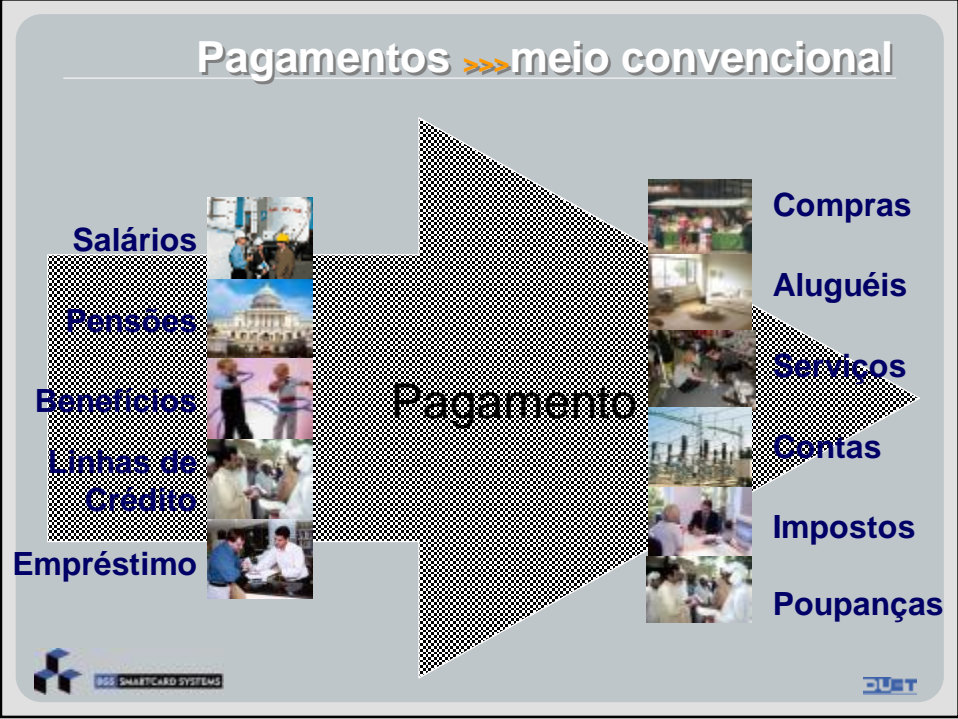 Pagamentos >>>meio convencional
Salários
Pensões
Benefícios
Linhas de
Crédito
Empréstimo
Pagamento
Compras
Aluguéis
Serviços
Contas
Impostos
Poupanças
BGS SMARTCARD SYSTEMS
DUET